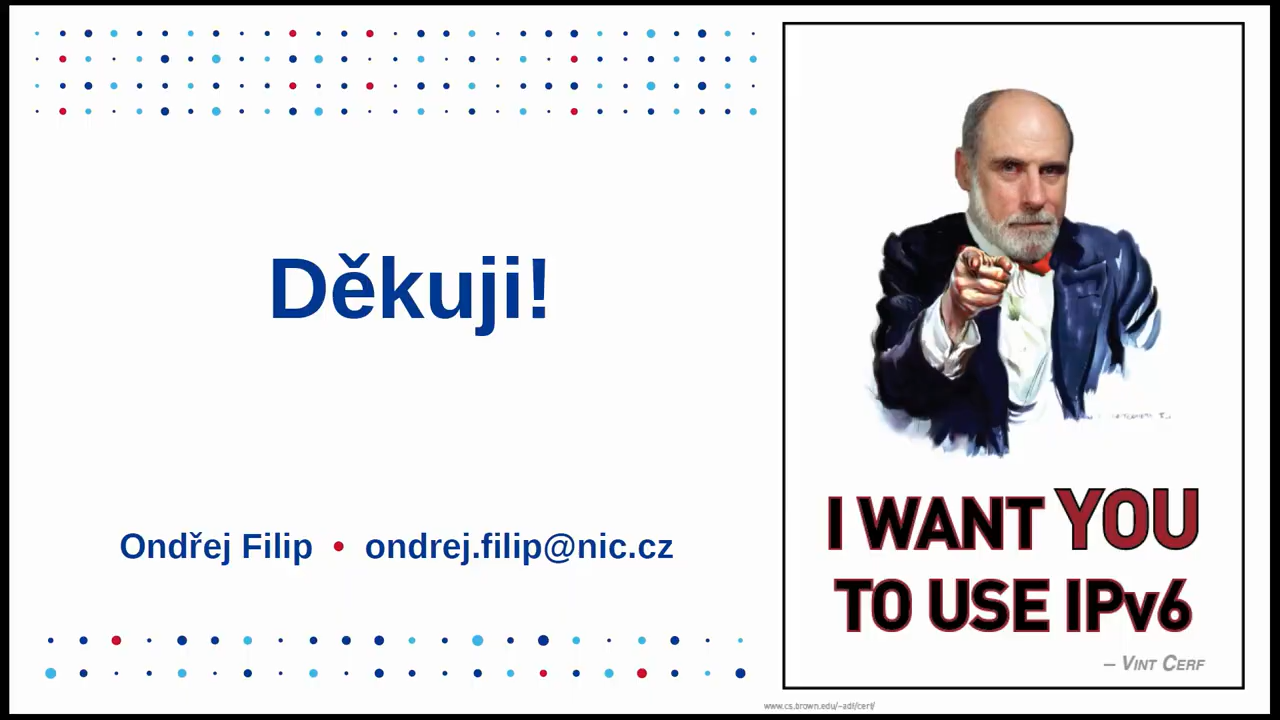 Děkuji!
Ondřej Filip • ondrej.filip@nic.cz
I WANT YOU
TO USE IPv6
– Vint Cerf
www.cs.brown.edu/~adf/cerf/